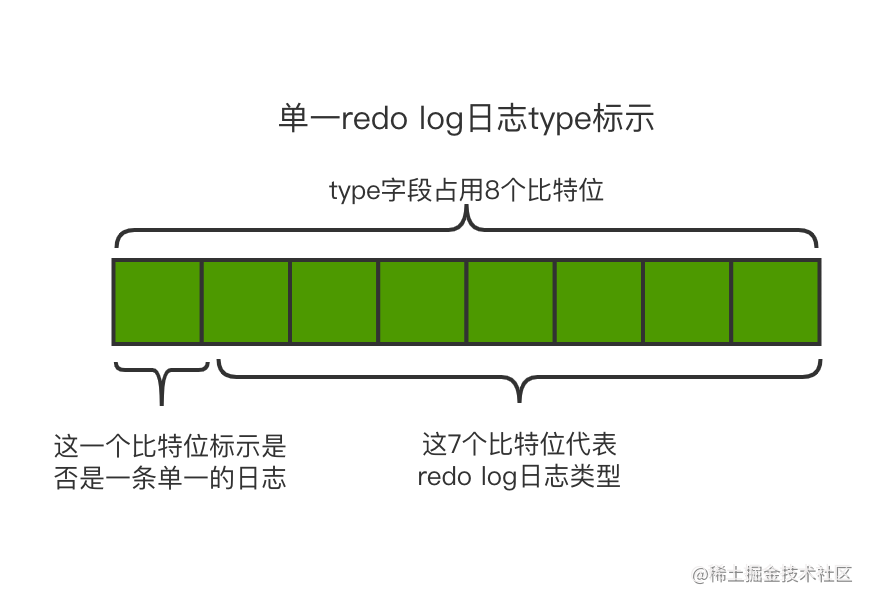 单一redo log日志type标示
type字段占用8个比特位
这一个比特位标示是
否是一条单一的日志
这7个比特位代表
redo log日志类型
@稀土掘金技术社区